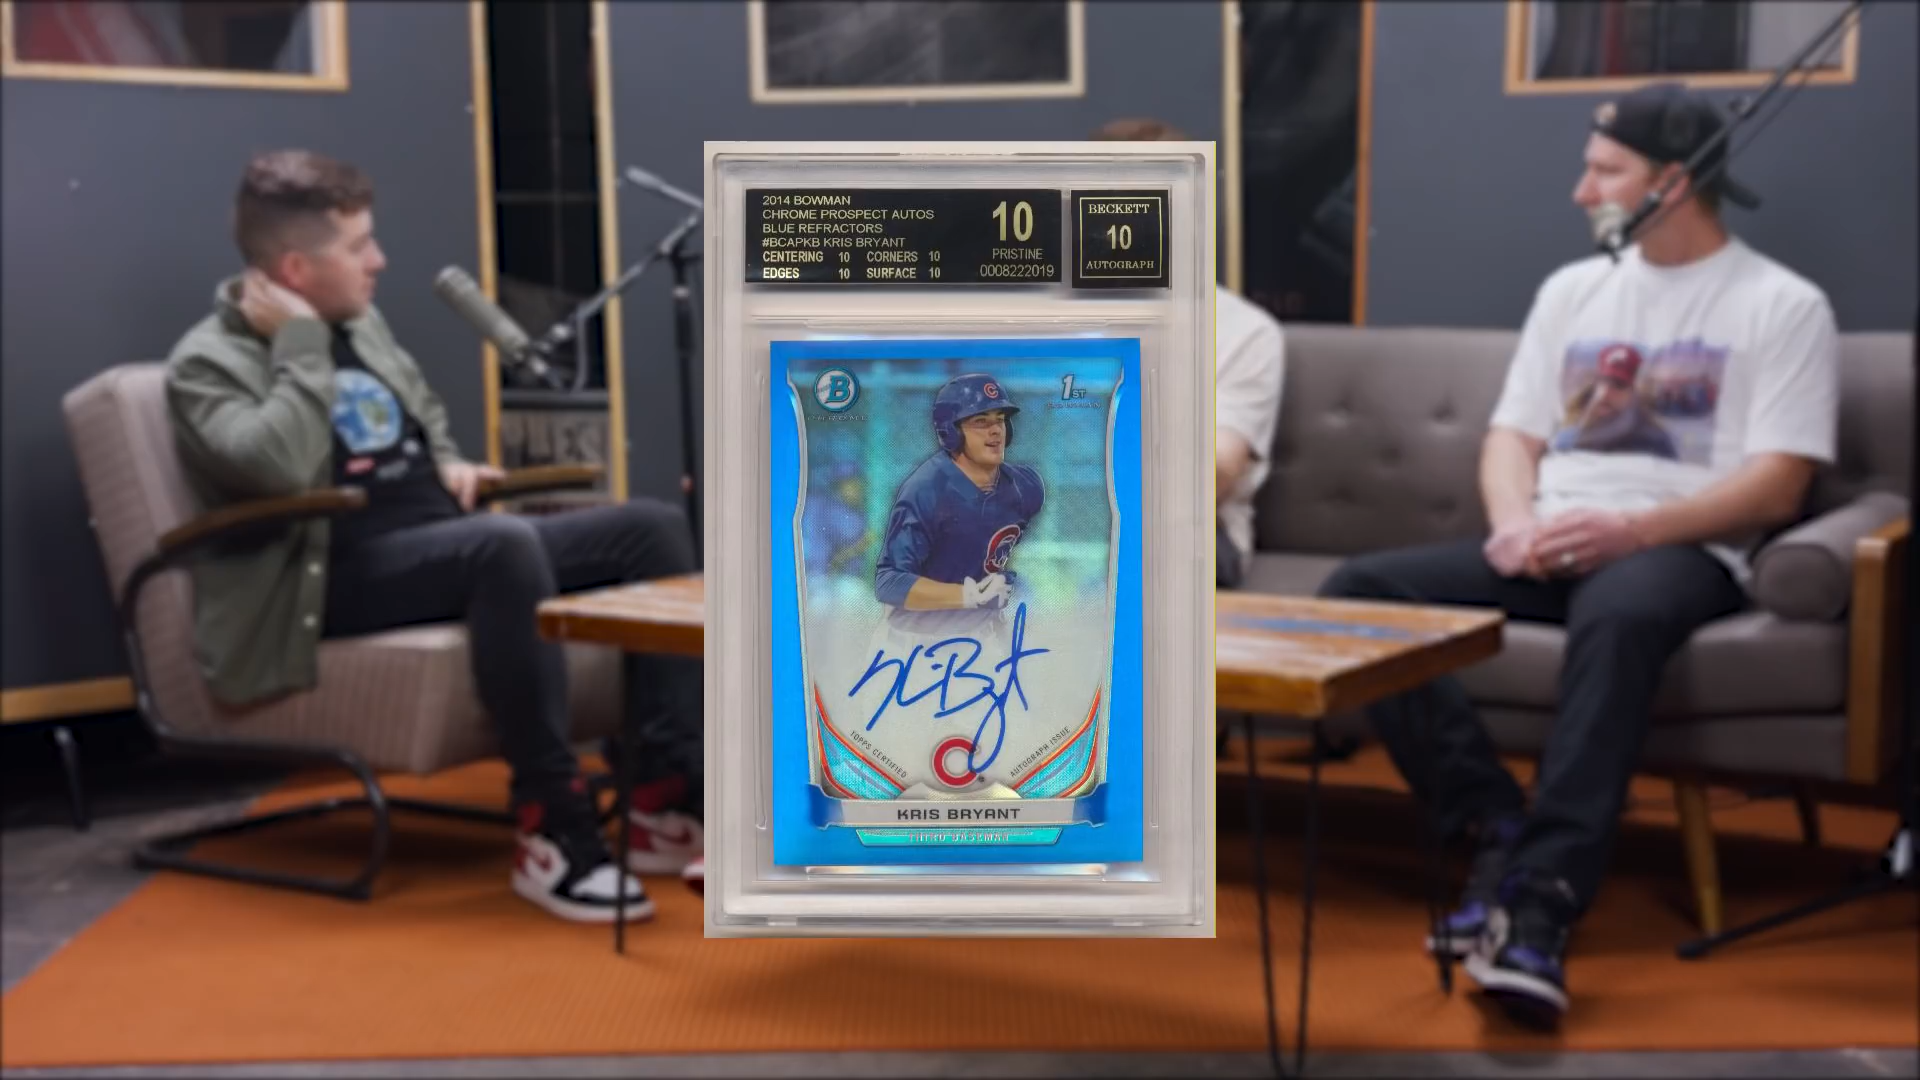 2014 BOWMAN
CHROME PROSPECT AUTOS
BLUE REFRACTORS
#BCAPKB KRIS BRYANT
CENTERING 10 CORNERS 10
EDGES 10 SURFACE 10
10
PRISTINE
0008222019
BECKETT
10
AUTOGRAPH
B
1ST
C
TOPPS CERTIFIED
AUTOGRAPH ISSUE
C
KRIS BRYANT
THIRD BASEMAN